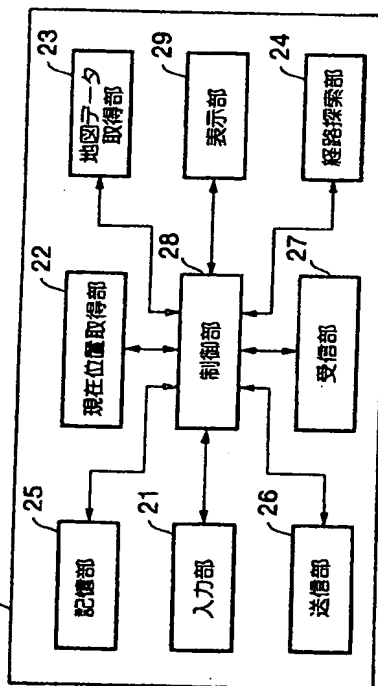 25
記憶部
22
現在位置取得部
23
地図データ
取得部
21
入力部
28
制御部
29
表示部
26
送信部
27
受信部
24
経路探索部